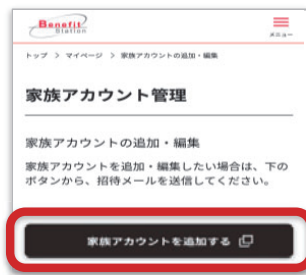 Benefit
Station
メニュー
トップ > マイページ > 家族アカウントの追加・編集
家族アカウント管理
家族アカウントの追加・編集
家族アカウントを追加・編集したい場合は、下の
ボタンから、招待メールを送信してください。
家族アカウントを追加する